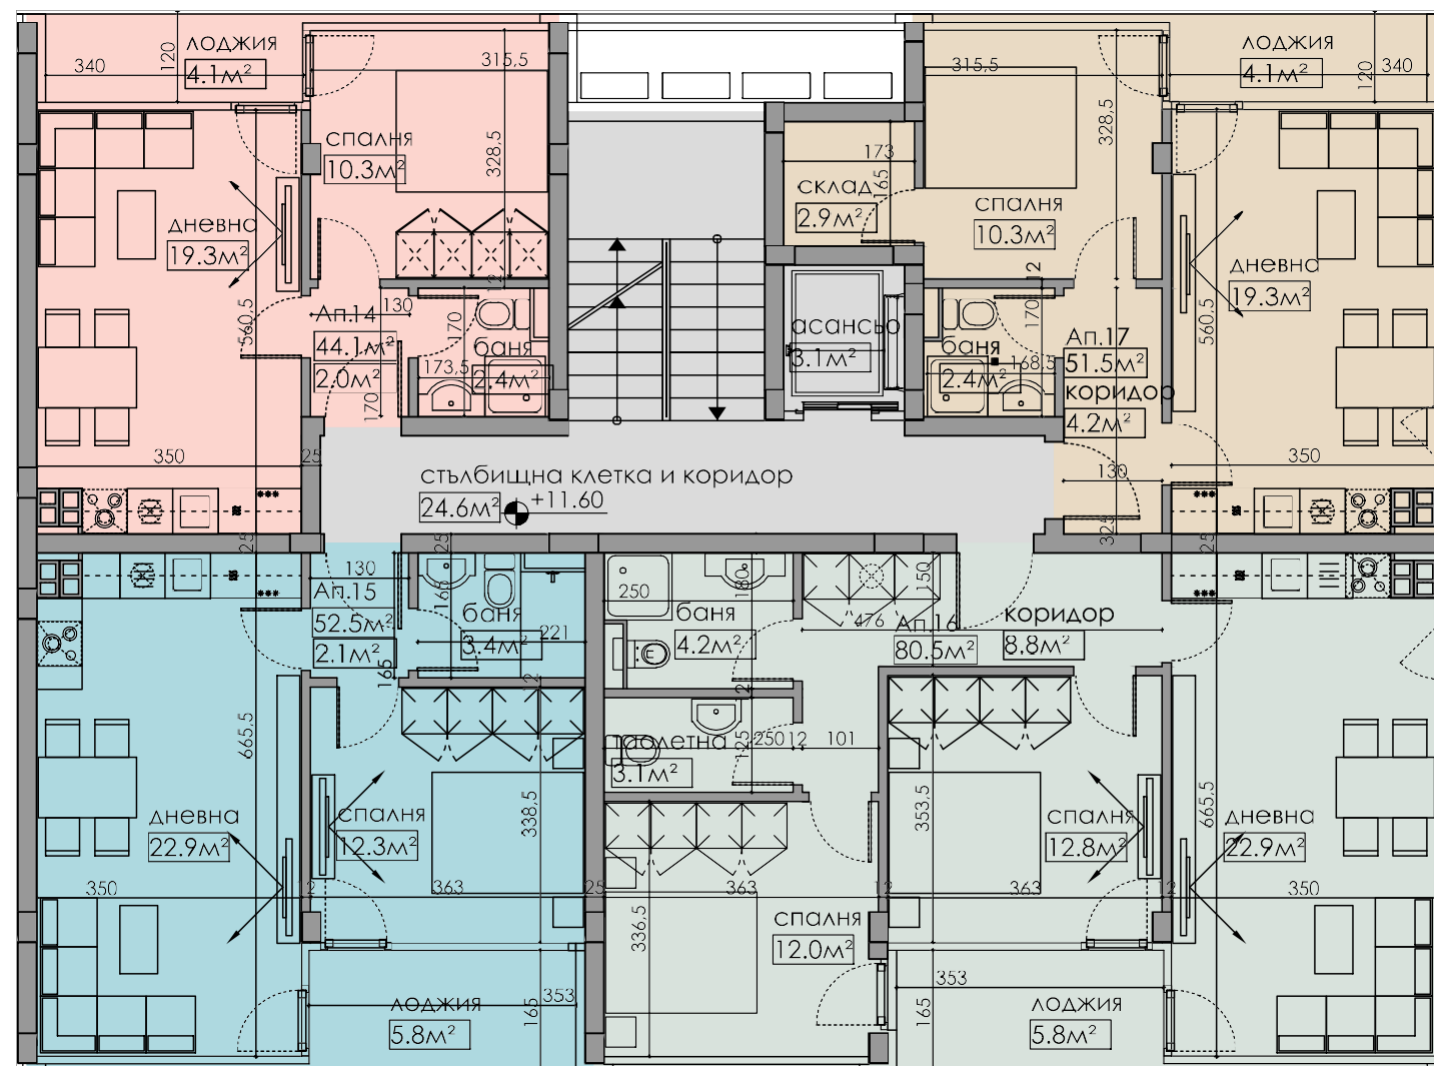 лоджия
4.1м²
340
120
315,5
328,5
спалня
10.3м²
дневна
19.3м²
560.5
Ап.14
44.1м²
2.0м²
130
170
12
170
баня
2.4м²
173,5
350
25
315,5
328,5
173
165
склад
2.9м²
спалня
10.3м²
12
лоджия
4.1м²
120
340
дневна
19.3м²
560.5
асансьо
3.1м²
баня
2.4м²
168,5
170
Ап.17
51.5м²
коридор
4.2м²
130
325
350
стълбищна клетка и коридор
24.6м²
+11.60
25
25
25
130
Ап.15
52.5м²
2.1м²
165
165
баня
3.4м²
221
12
665.5
дневна
22.9м²
350
12
спалня
12.3м²
338,5
363
25
лоджия
5.8м²
353
165
250
180
баня
4.2м²
12
тоалетна
3.1м²
125
250
12
101
476
150
Ап.16
80.5м²
коридор
8.8м²
353,5
спалня
12.8м²
363
12
363
12
336,5
спалня
12.0м²
665.5
дневна
22.9м²
350
353
165
лоджия
5.8м²